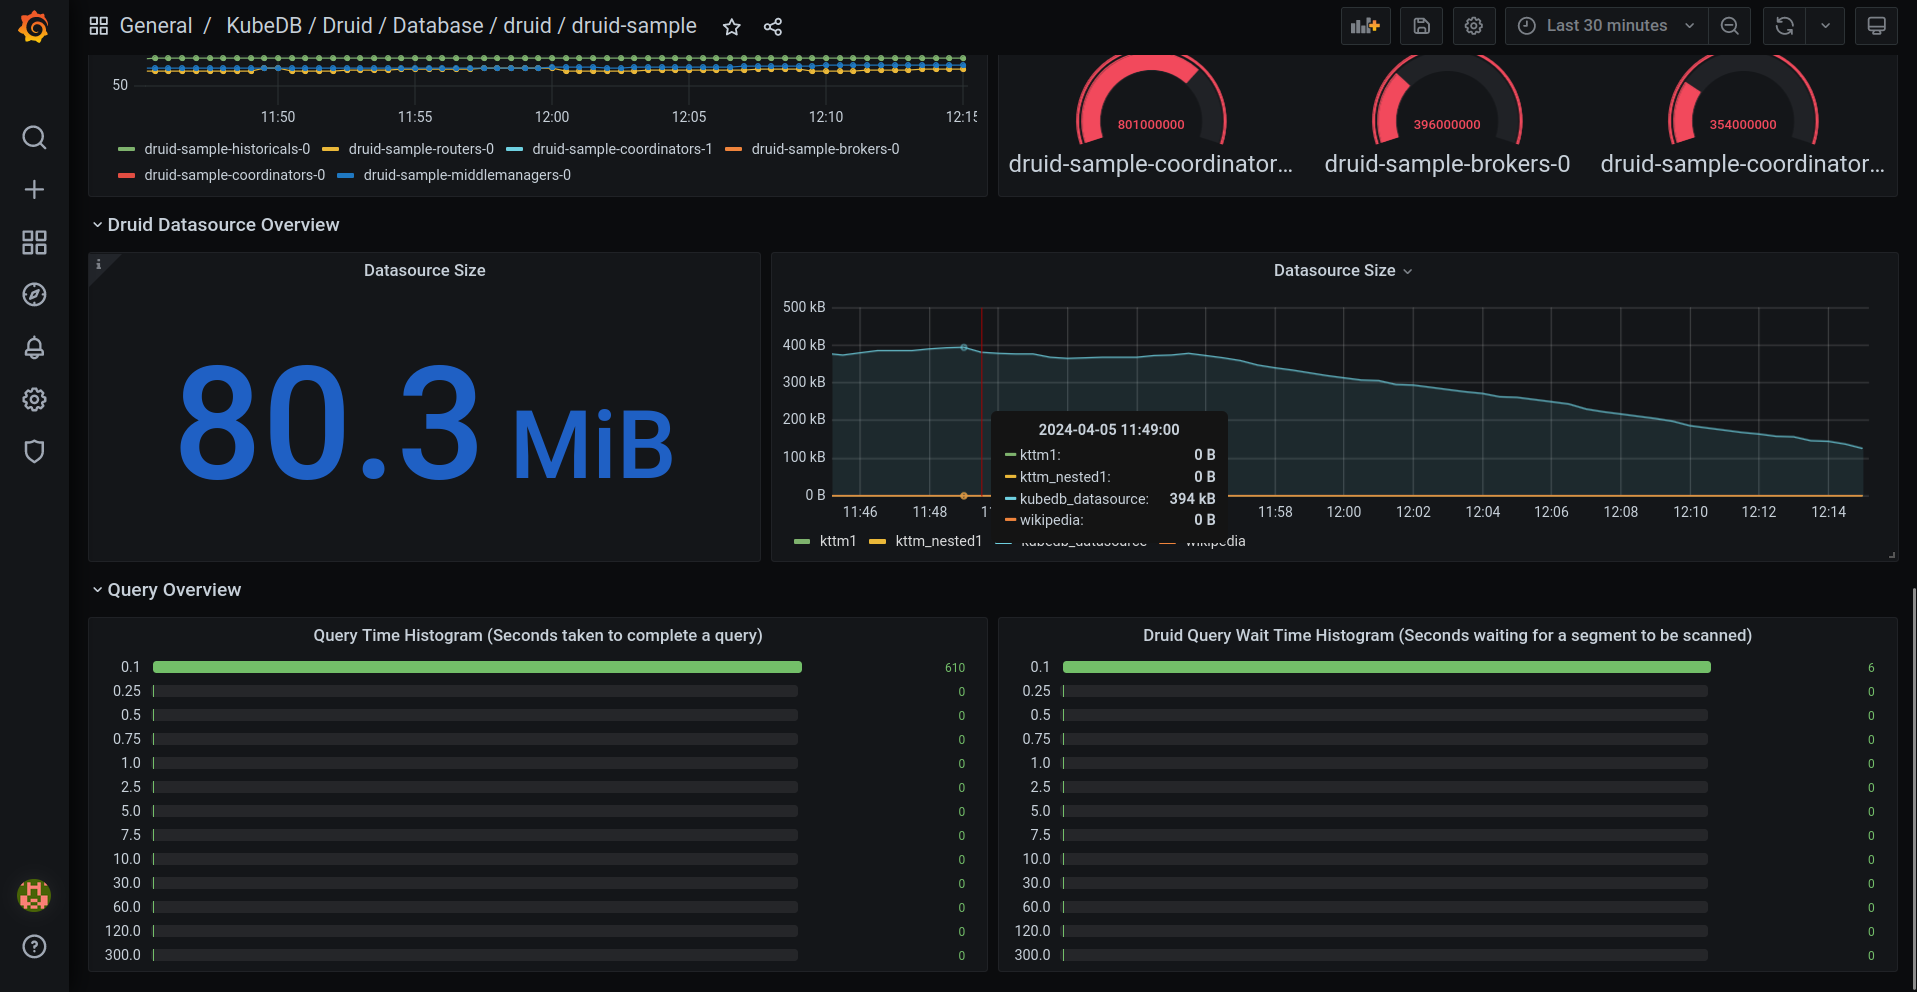 General / KubeDB / Druid / Database / druid / druid-sample
Last 30 minutes
50
11:50 11:55 12:00 12:05 12:10 12:15
druid-sample-historicals-0 druid-sample-routers-0 druid-sample-coordinators-1 druid-sample-brokers-0
druid-sample-coordinators-0 druid-sample-middlemanagers-0
801000000 396000000 354000000
druid-sample-coordinator... druid-sample-brokers-0 druid-sample-coordinator...
Druid Datasource Overview
i
Datasource Size
80.3 MiB
Datasource Size
500 kB
400 kB
300 kB
200 kB
100 kB
0 B
11:46 11:48 11:58 12:00 12:02 12:04 12:06 12:08 12:10 12:12 12:14
2024-04-05 11:49:00
kttm1: 0 B
kttm_nested1: 0 B
kubedb_datasource: 394 kB
wikipedia: 0 B
kttm1 kttm_nested1 kubedb_datasource wikipedia
Query Overview
Query Time Histogram (Seconds taken to complete a query)
0.1 610
0.25 0
0.5 0
0.75 0
1.0 0
2.5 0
5.0 0
7.5 0
10.0 0
30.0 0
60.0 0
120.0 0
300.0 0
Druid Query Wait Time Histogram (Seconds waiting for a segment to be scanned)
0.1 6
0.25 0
0.5 0
0.75 0
1.0 0
2.5 0
5.0 0
7.5 0
10.0 0
30.0 0
60.0 0
120.0 0
300.0 0